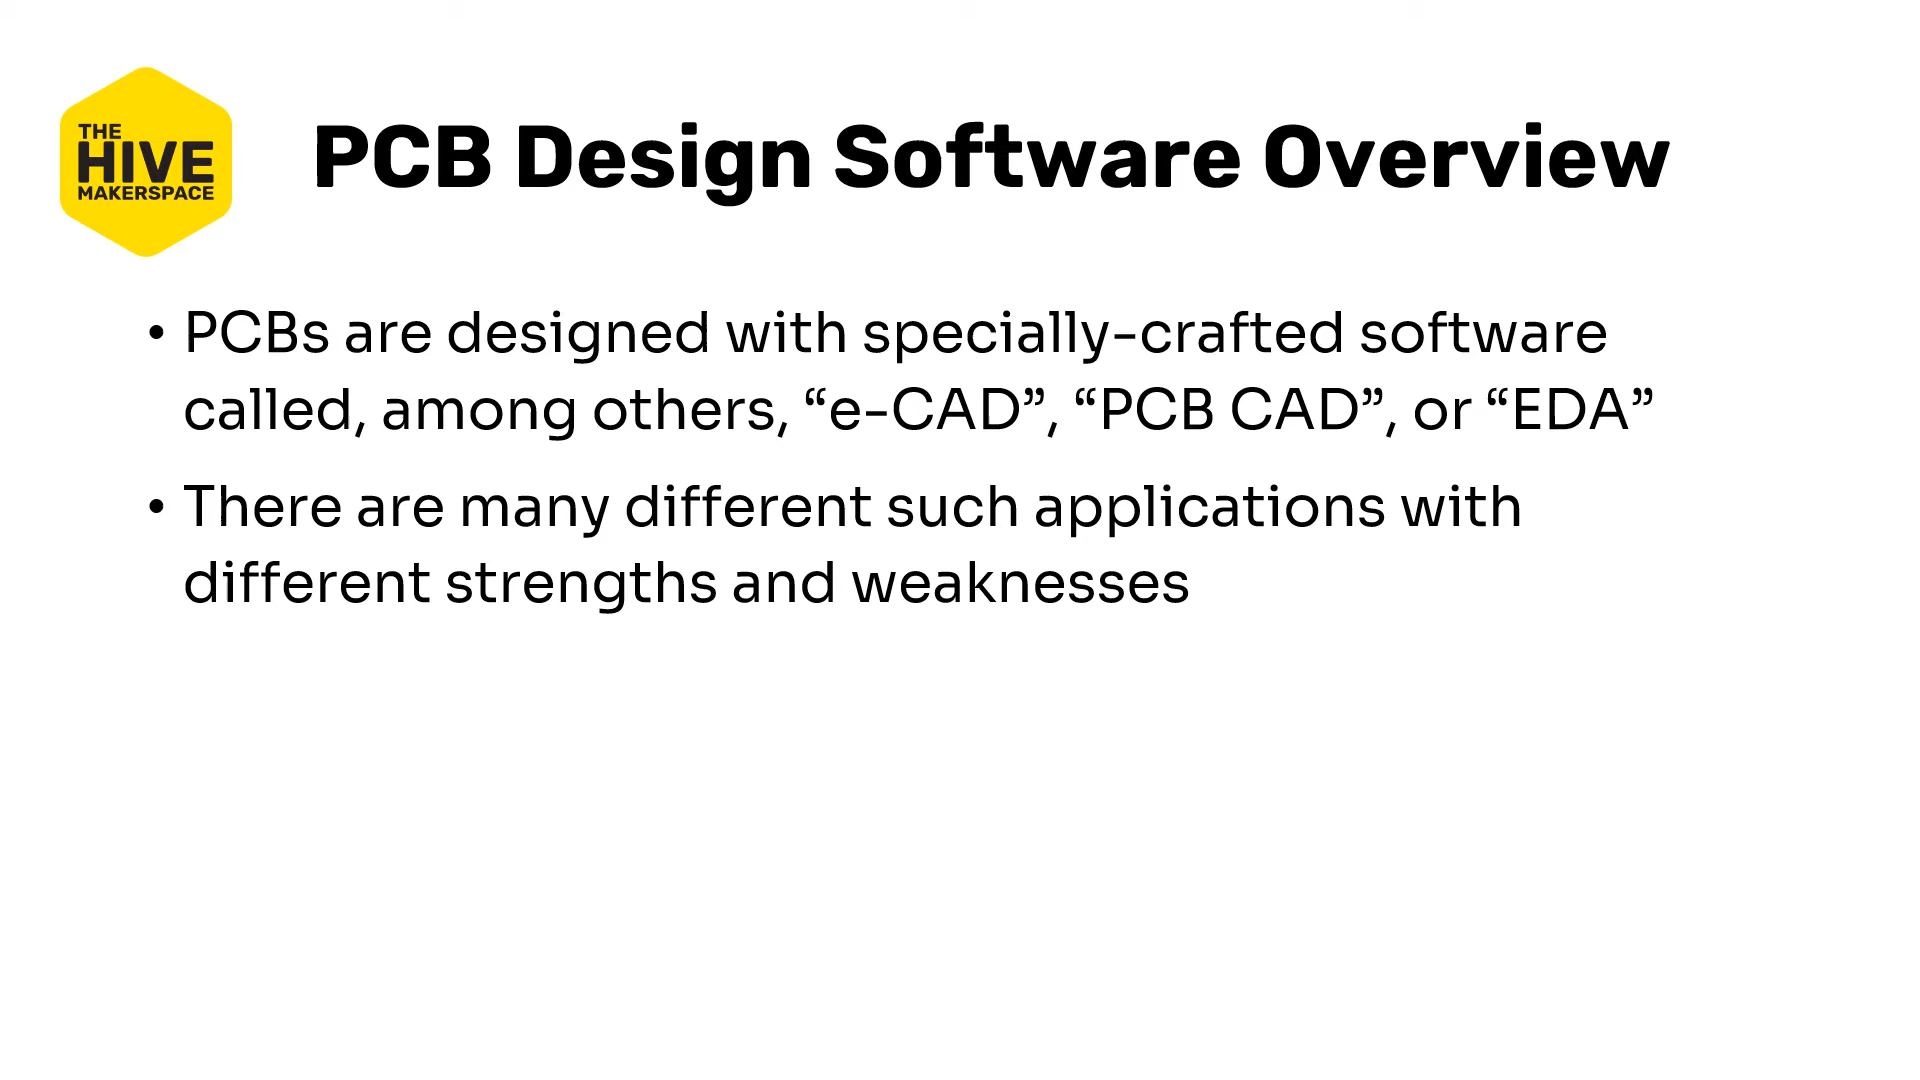 THE
HIVE
MAKERSPACE
PCB Design Software Overview
• PCBs are designed with specially-crafted software
called, among others, “e-CAD”, “PCB CAD”, or “EDA”
• There are many different such applications with
different strengths and weaknesses